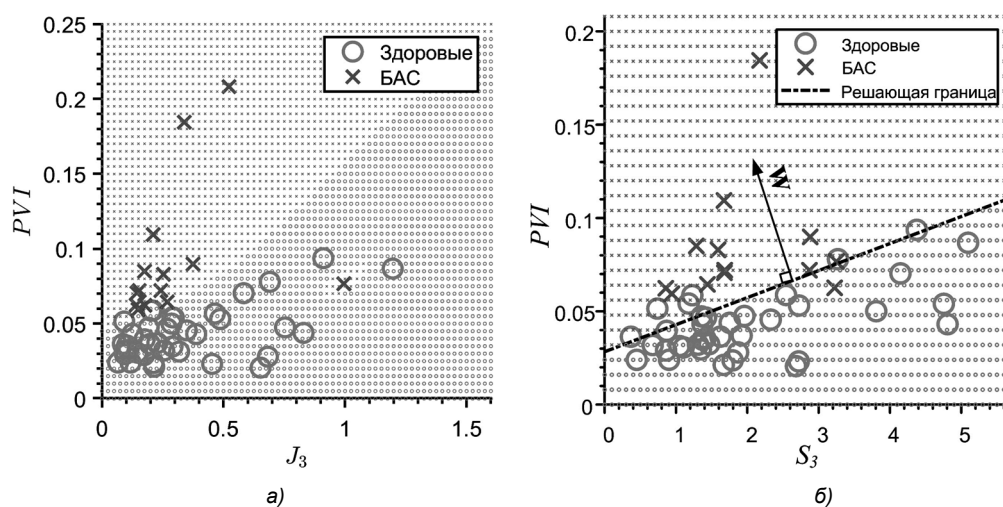 0.25
0.2
0.15
0.1
0.05
0
PVI
0
0.5
1
1.5
J3
Здоровые
БАС
а)
0.2
0.15
0.1
0.05
0
PVI
0
1
2
3
4
5
S3
Здоровые
БАС
Решающая граница
W
б)